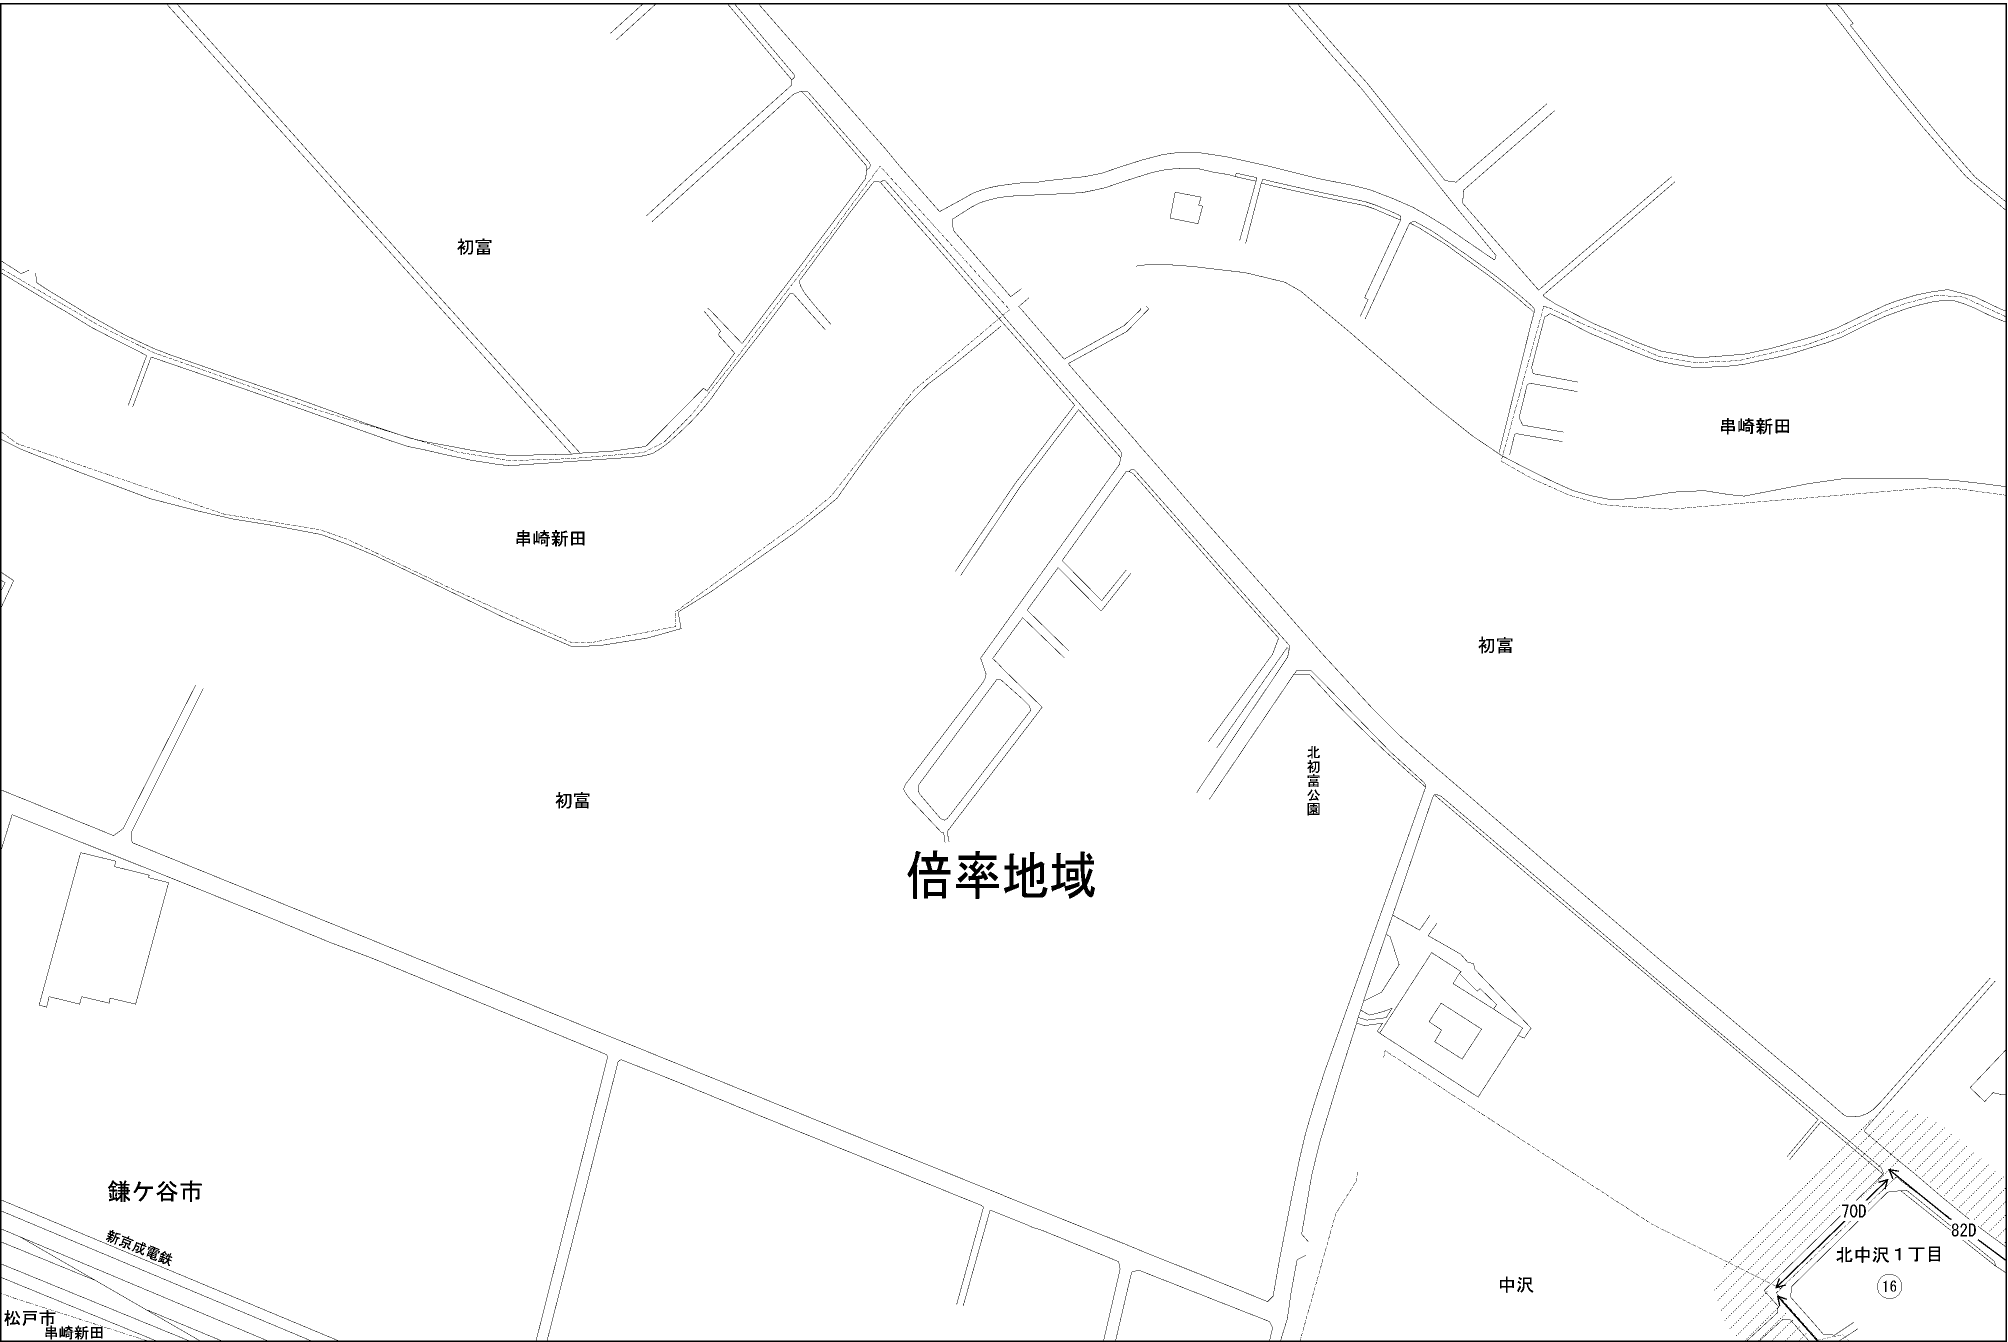 初富
串崎新田
串崎新田
初富
北初富公園
初富
倍率地域
鎌ケ谷市
70D
82D
新京成電鉄
北中沢1丁目
中沢
16
松戸市
串崎新田